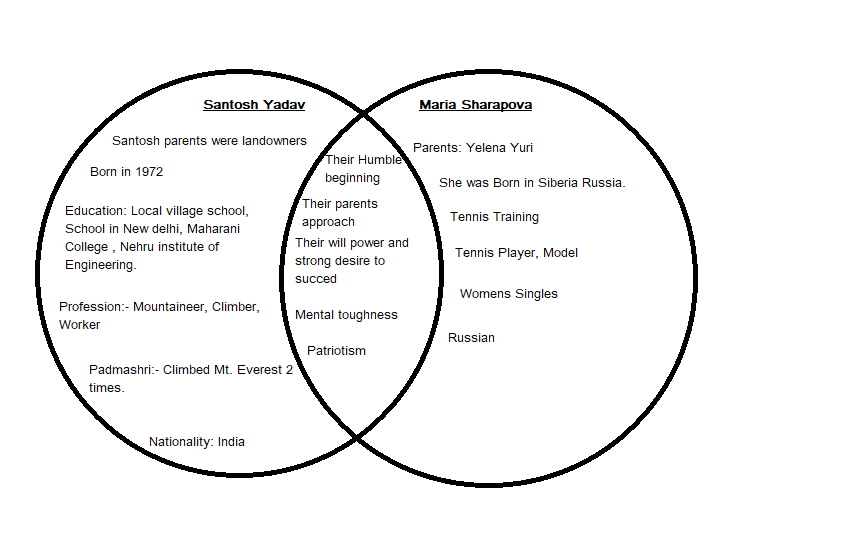 Santosh Yadav
Santosh parents were landowners
Born in 1972
Education: Local village school,
School in New delhi, Maharani
College , Nehru institute of
Engineering.
Profession:- Mountaineer, Climber,
Worker
Padmashri:- Climbed Mt. Everest 2
times.
Nationality: India
Their Humble
beginning
Their parents
approach
Their will power and
strong desire to
succed
Mental toughness
Patriotism
Maria Sharapova
Parents: Yelena Yuri
She was Born in Siberia Russia.
Tennis Training
Tennis Player, Model
Womens Singles
Russian